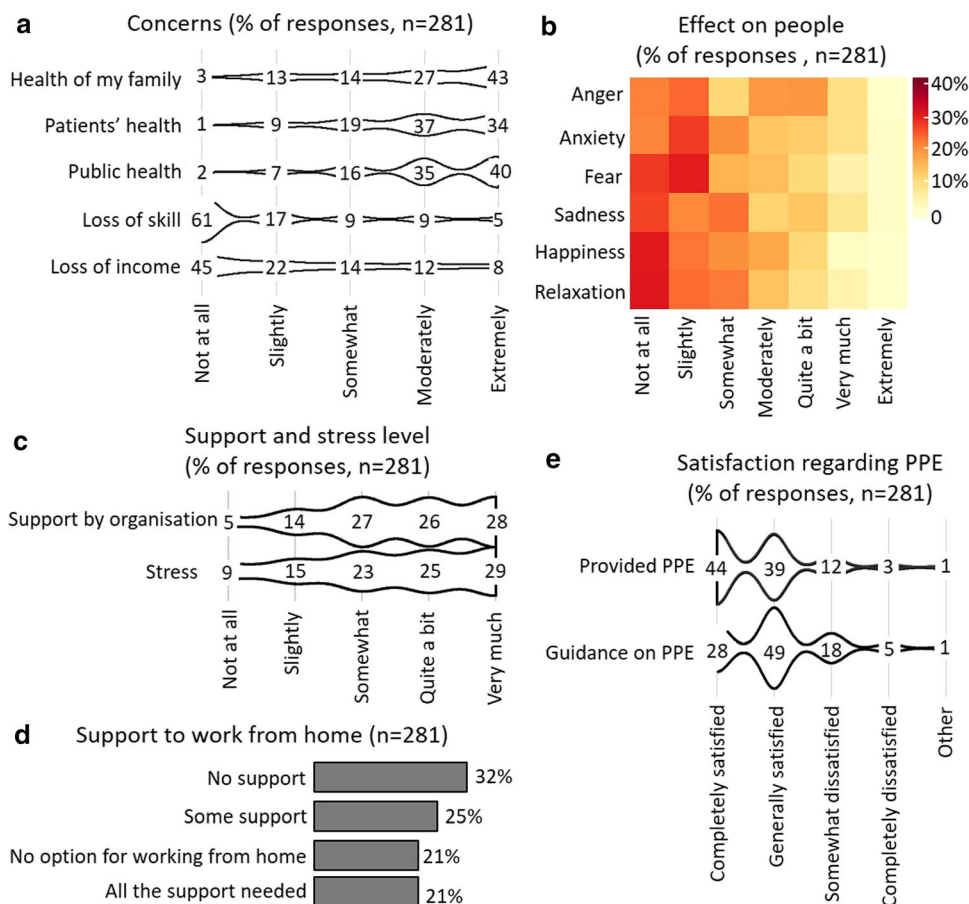 a
Concerns (% of responses, n=281)
Health of my family 3 13 14 27 43
Patients’ health 1 9 19 37 34
Public health 2 7 16 35 40
Loss of skill 61 17 9 9 5
Loss of income 45 22 14 12 8
Not at all
Slightly
Somewhat
Moderately
Extremely
b
Effect on people
(% of responses , n=281)
Anger
Anxiety
Fear
Sadness
Happiness
Relaxation
40%
30%
20%
10%
0
Not at all
Slightly
Somewhat
Moderately
Quite a bit
Very much
Extremely
c
Support and stress level
(% of responses, n=281)
Support by organisation 5 14 27 26 28
Stress 9 15 23 25 29
Not at all
Slightly
Somewhat
Quite a bit
Very much
d
Support to work from home (n=281)
No support 32%
Some support 25%
No option for working from home 21%
All the support needed 21%
e
Satisfaction regarding PPE
(% of responses, n=281)
Provided PPE 44 39 12 3 1
Guidance on PPE 28 49 18 5 1
Completely satisfied
Generally satisfied
Somewhat dissatisfied
Completely dissatisfied
Other